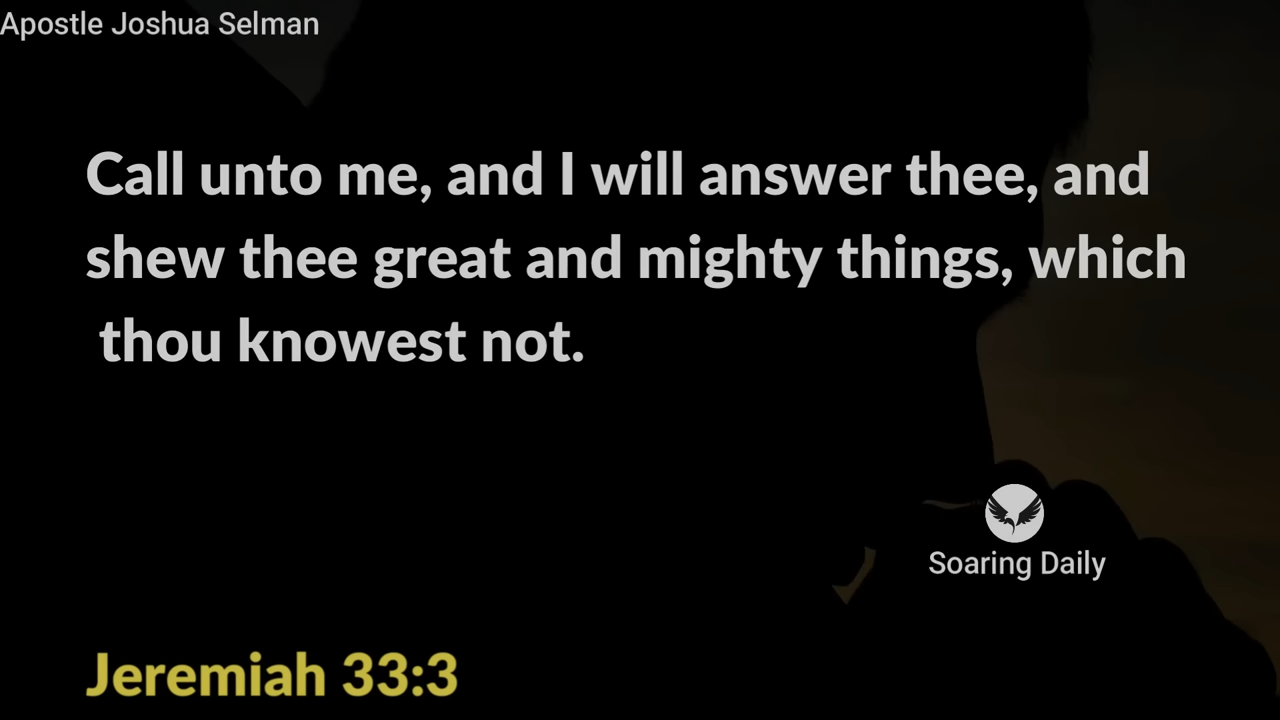 Apostle Joshua Selman
Call unto me, and I will answer thee, and
shew thee great and mighty things, which
thou knowest not.
Soaring Daily
Jeremiah 33:3